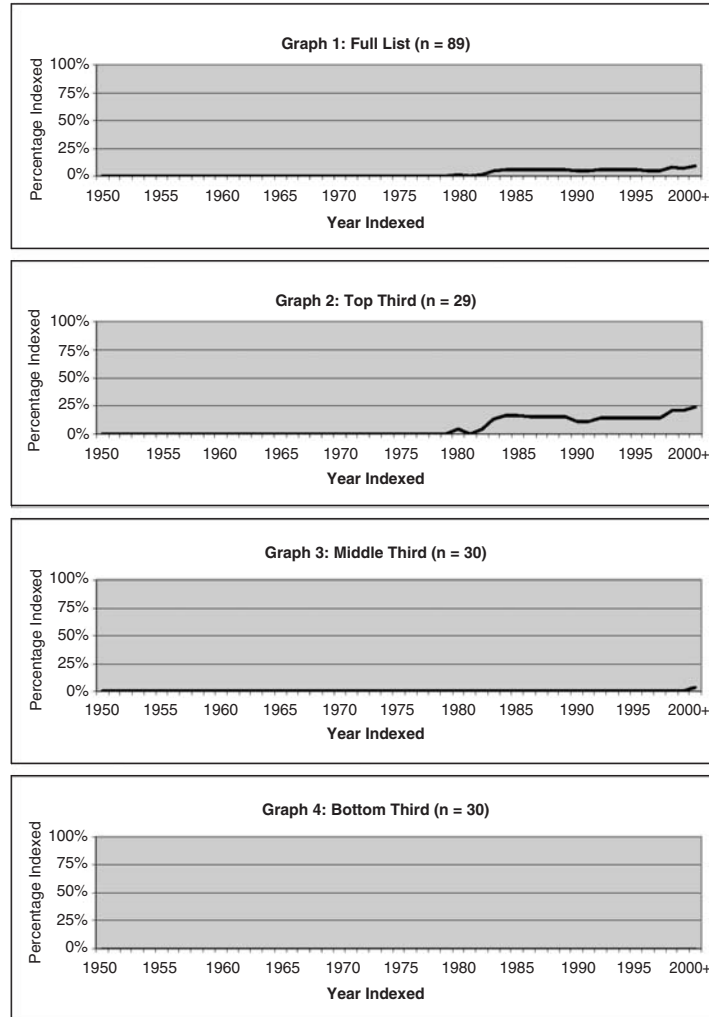 Graph 1: Full List (n = 89)
Percentage Indexed
100%
75%
50%
25%
0%
1950 1955 1960 1965 1970 1975 1980 1985 1990 1995 2000+
Year Indexed
Graph 2: Top Third (n = 29)
Percentage Indexed
100%
75%
50%
25%
0%
1950 1955 1960 1965 1970 1975 1980 1985 1990 1995 2000+
Year Indexed
Graph 3: Middle Third (n = 30)
Percentage Indexed
100%
75%
50%
25%
0%
1950 1955 1960 1965 1970 1975 1980 1985 1990 1995 2000+
Year Indexed
Graph 4: Bottom Third (n = 30)
Percentage Indexed
100%
75%
50%
25%
0%
1950 1955 1960 1965 1970 1975 1980 1985 1990 1995 2000+
Year Indexed